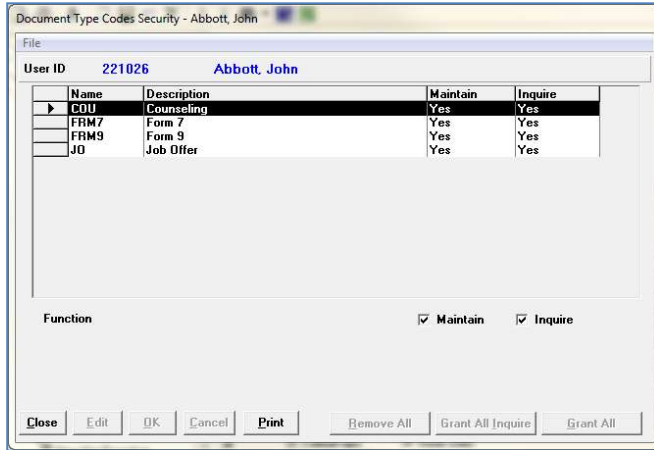 Document Type Codes Security - Abbott, John
File
User ID 221026 Abbott, John
Name Description Maintain Inquire
COU Counseling Yes Yes
FRM7 Form 7 Yes Yes
FRM9 Form 9 Yes Yes
JO Job Offer Yes Yes
Function Maintain Inquire
Close Edit OK Cancel Print Remove All Grant All Inquire Grant All